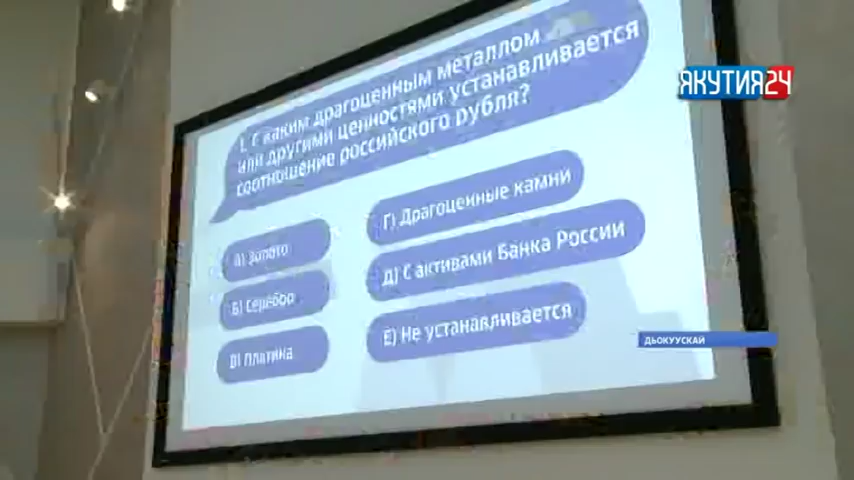 1. С каким драгоценным металлом
или другими ценностями устанавливается
соотношение российского рубля?
А) Золото
Б) Серебро
В) Платина
Г) Драгоценные камни
Д) С активами Банка России
Е) Не устанавливается
ЯКУТИЯ24
ДЬОКУУСКАЙ